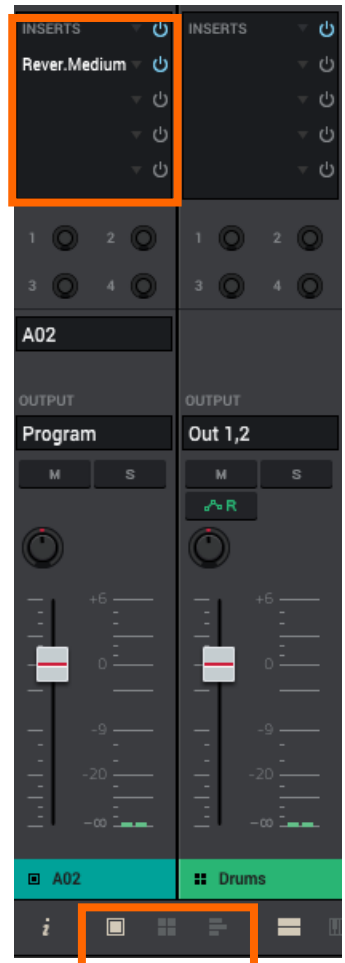 INSERTS
Rever.Medium
1 2
3 4
A02
OUTPUT
Program
M S
+6
0
-9
-20
-∞
A02
INSERTS
1 2
3 4
OUTPUT
Out 1,2
M S
R
+6
0
-9
-20
-∞
Drums
i